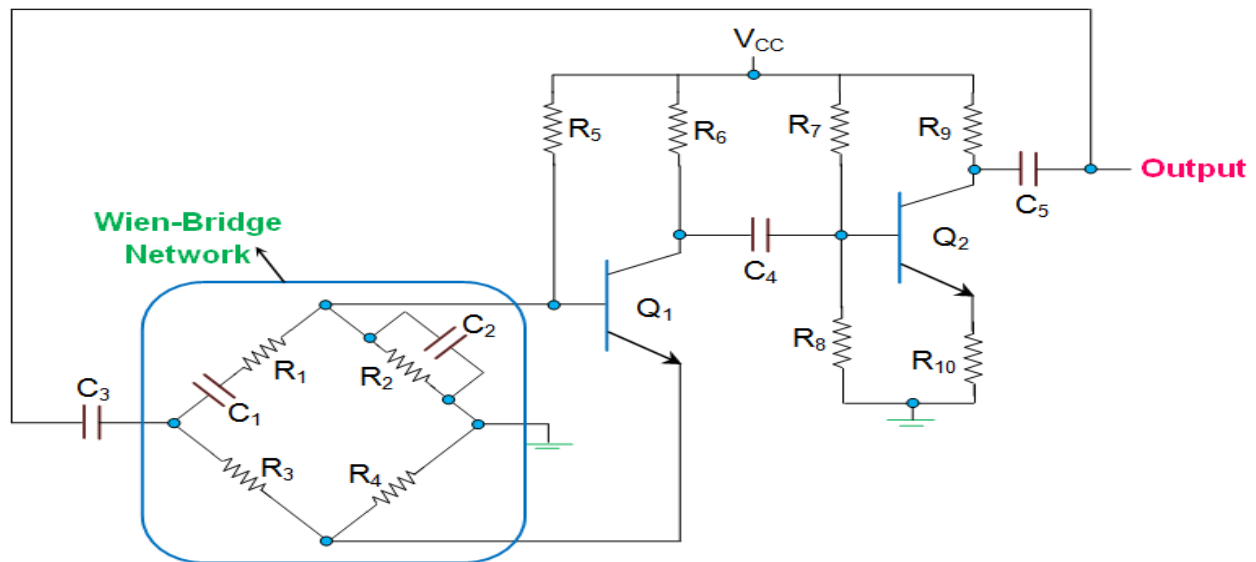 V_CC
R₅
R₆
R₇
R₉
Output
C₅
Wien-Bridge
Network
C₄
Q₂
Q₁
C₂
R₁
R₂
R₈
R₁₀
C₃
C₁
R₃
R₄